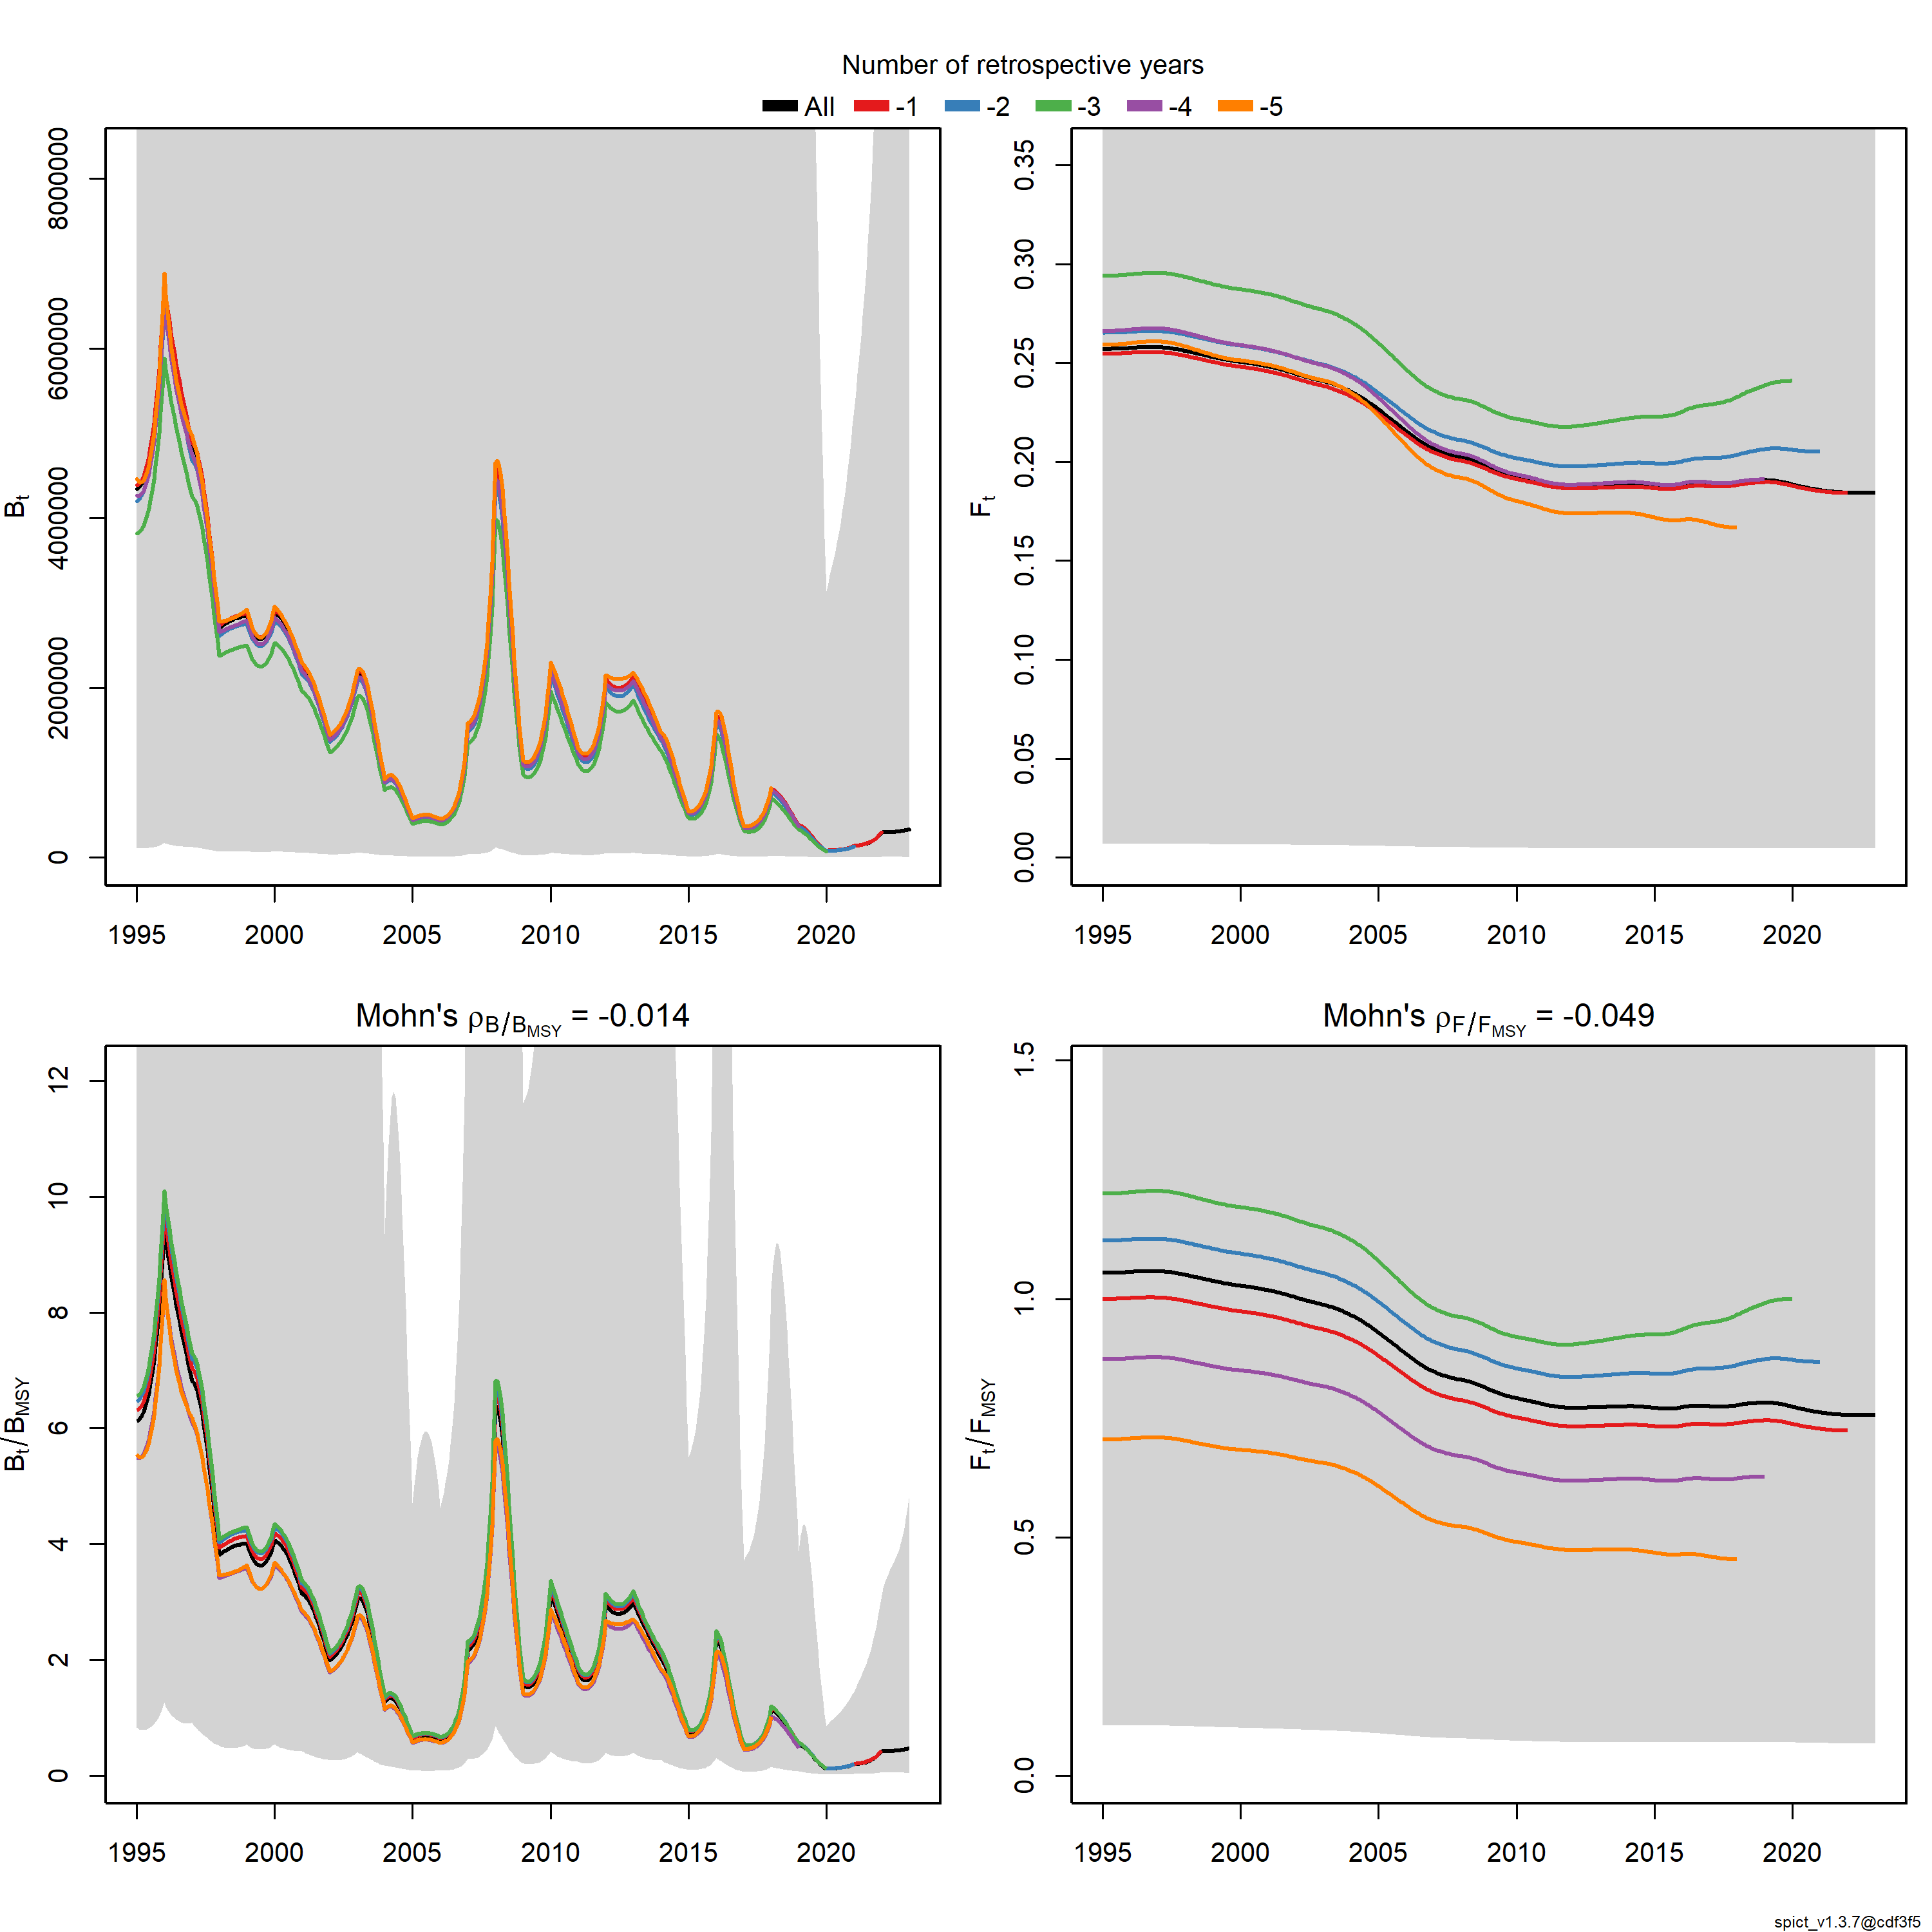 Number of retrospective years
All -1 -2 -3 -4 -5
8000000
6000000
4000000
2000000
0
Bt
1995 2000 2005 2010 2015 2020
0.35
0.30
0.25
0.20
0.15
0.10
0.05
0.00
Ft
1995 2000 2005 2010 2015 2020
Mohn's ρB/BMSY = -0.014
12
10
8
6
4
2
0
Bt/BMSY
1995 2000 2005 2010 2015 2020
Mohn's ρF/FMSY = -0.049
1.5
1.0
0.5
0.0
Ft/FMSY
1995 2000 2005 2010 2015 2020
spict_v1.3.7@cdf3f5